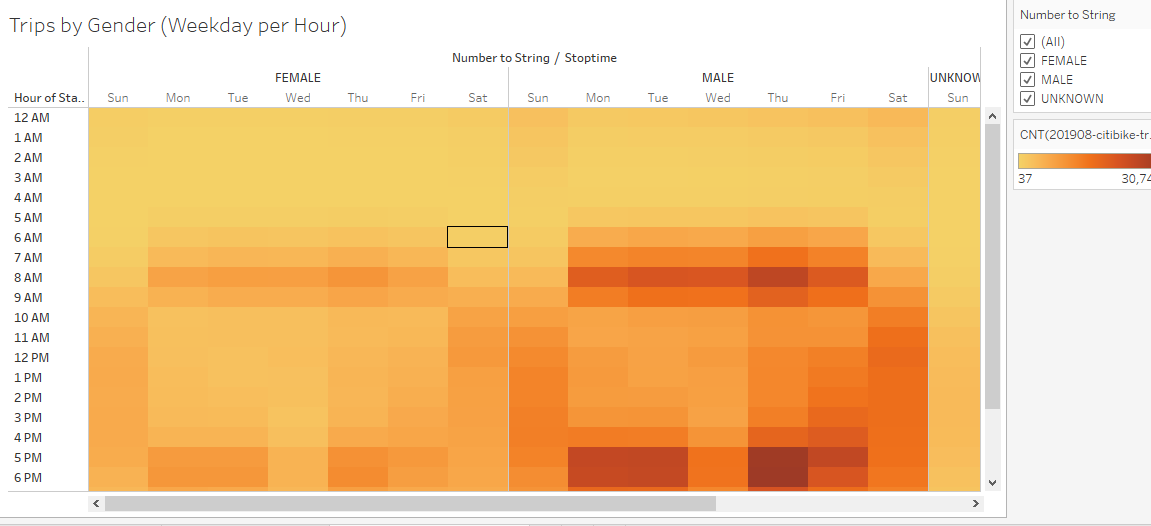 Trips by Gender (Weekday per Hour)
Number to String / Stoptime
FEMALE MALE UNKNOW
Hour of Sta.. Sun Mon Tue Wed Thu Fri Sat Sun Mon Tue Wed Thu Fri Sat Sun
12 AM
1 AM
2 AM
3 AM
4 AM
5 AM
6 AM
7 AM
8 AM
9 AM
10 AM
11 AM
12 PM
1 PM
2 PM
3 PM
4 PM
5 PM
6 PM
Number to String
(All)
FEMALE
MALE
UNKNOWN
CNT(201908-citibike-tr.
37 30,74